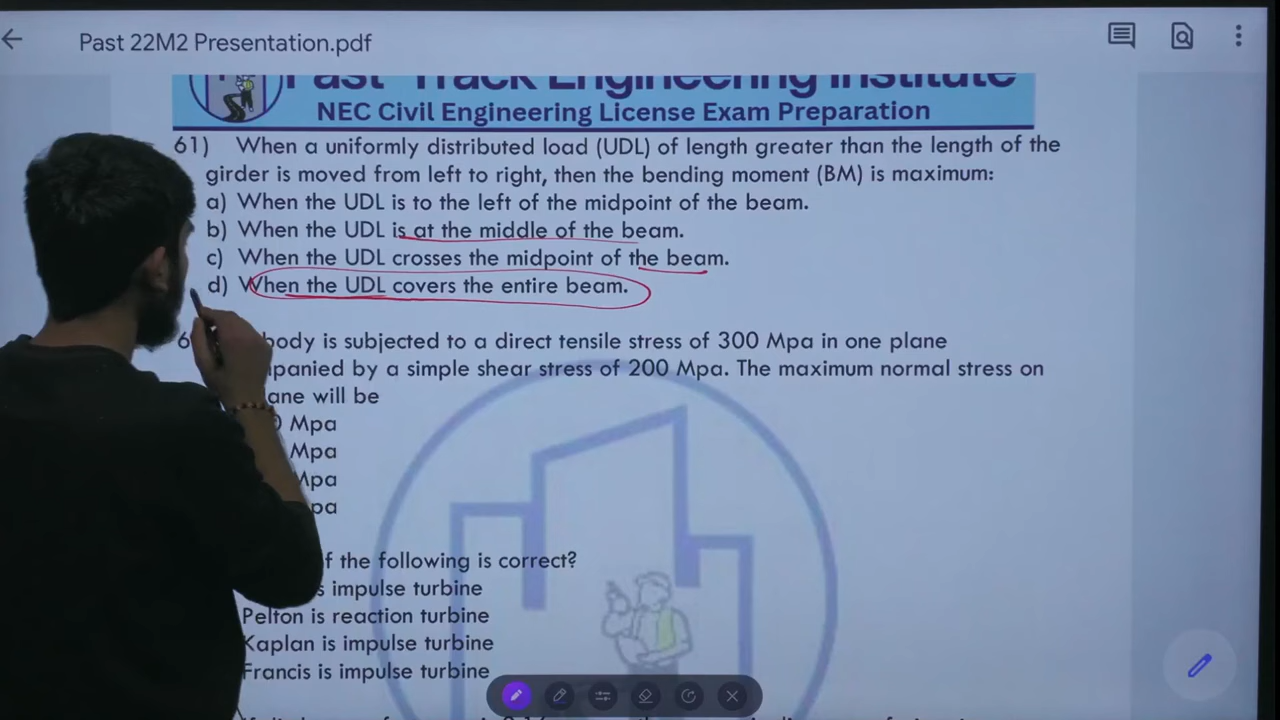 Past 22M2 Presentation.pdf
Fast Track Engineering Institute
NEC Civil Engineering License Exam Preparation
61) When a uniformly distributed load (UDL) of length greater than the length of the
girder is moved from left to right, then the bending moment (BM) is maximum:
a) When the UDL is to the left of the midpoint of the beam.
b) When the UDL is at the middle of the beam.
c) When the UDL crosses the midpoint of the beam.
d) When the UDL covers the entire beam.
body is subjected to a direct tensile stress of 300 Mpa in one plane
by a simple shear stress of 200 Mpa. The maximum normal stress on
will be
Mpa
Mpa
Mpa
of the following is correct?
is impulse turbine
Pelton is reaction turbine
Kaplan is impulse turbine
Francis is impulse turbine